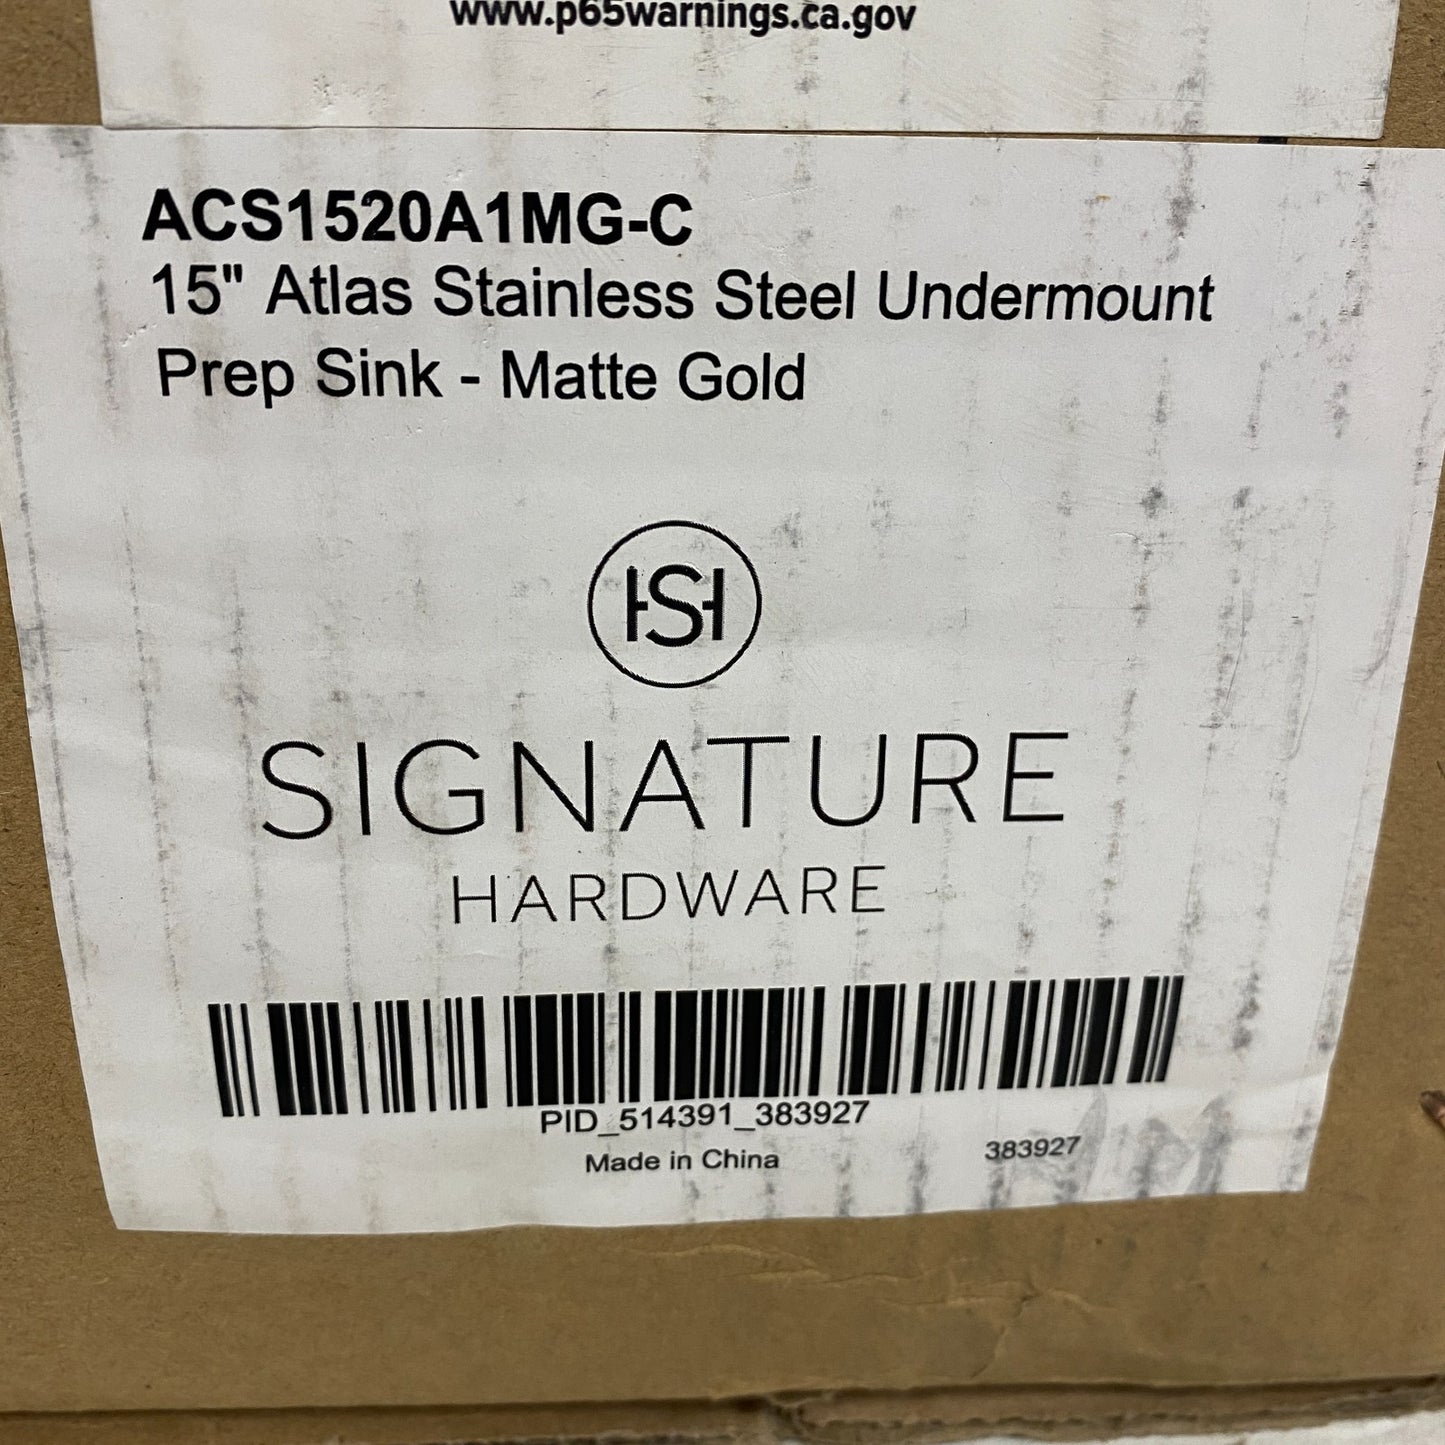 www.p65warnings.ca.gov
ACS1520A1MG-C
15" Atlas Stainless Steel Undermount
Prep Sink - Matte Gold
HSH
SIGNATURE
HARDWARE
PID_514391_383927
Made in China
383927